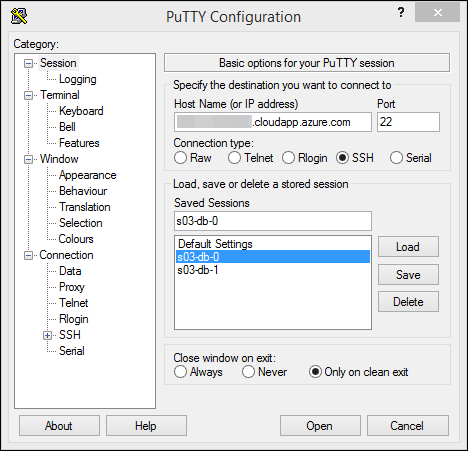 PuTTY Configuration
?
Category:
Session
Logging
Terminal
Keyboard
Bell
Features
Window
Appearance
Behaviour
Translation
Selection
Colours
Connection
Data
Proxy
Telnet
Rlogin
SSH
Serial
Basic options for your PuTTY session
Specify the destination you want to connect to
Host Name (or IP address) Port
.cloudapp.azure.com 22
Connection type:
Raw Telnet Rlogin SSH Serial
Load, save or delete a stored session
Saved Sessions
s03-db-0
Default Settings
s03-db-0
s03-db-1
Load
Save
Delete
Close window on exit:
Always Never Only on clean exit
About Help Open Cancel